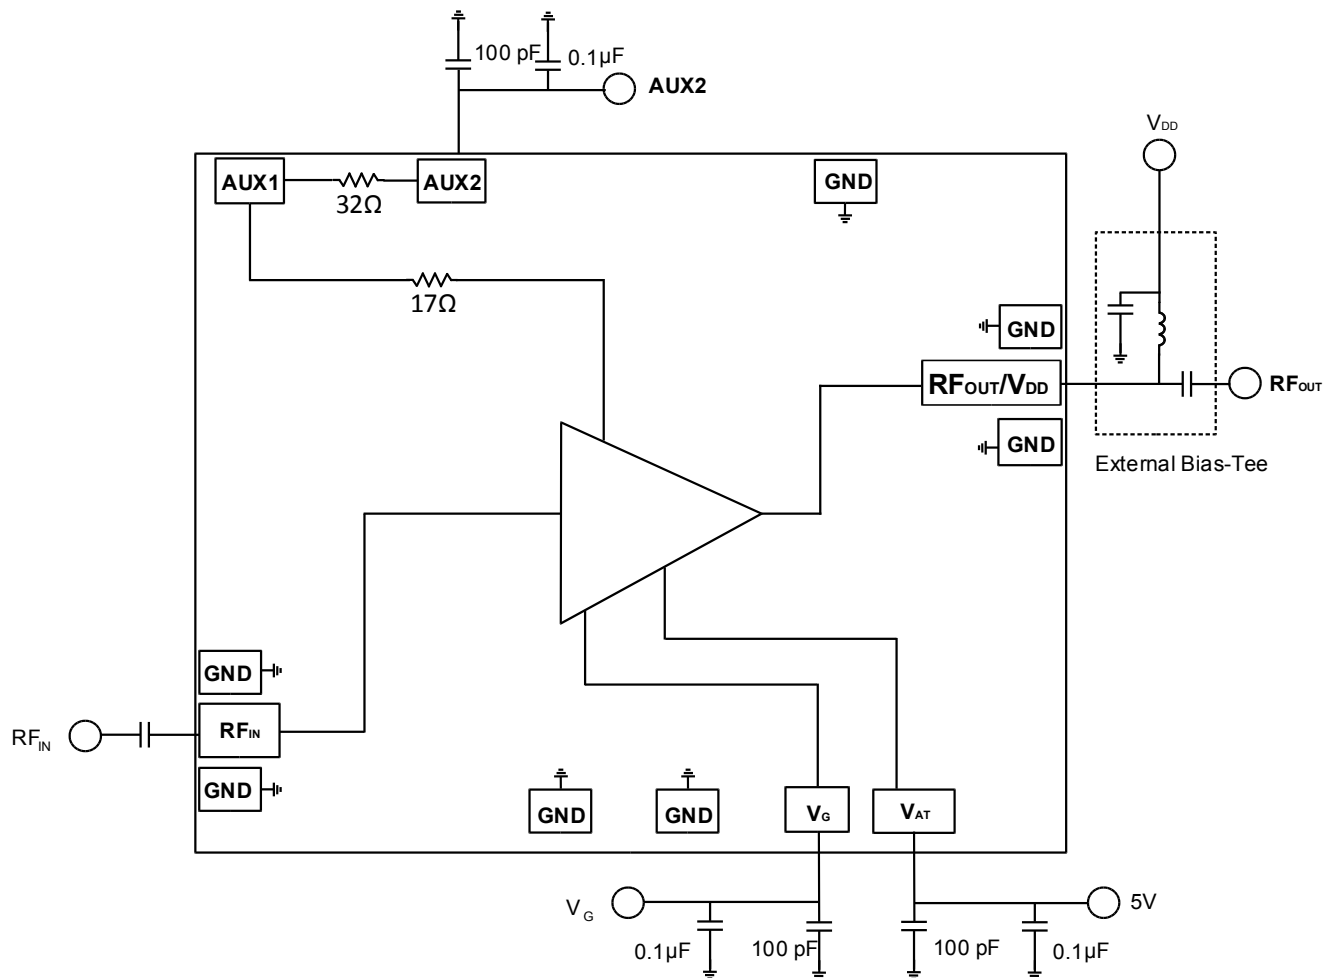 100 pF
0.1µF
AUX2
VDD
AUX1
AUX2
GND
32Ω
17Ω
GND
RFOUT/VDD
RFOUT
GND
External Bias-Tee
GND
RFIN
RFIN
GND
GND
GND
VG
VAT
VG
5V
0.1µF
100 pF
100 pF
0.1µF